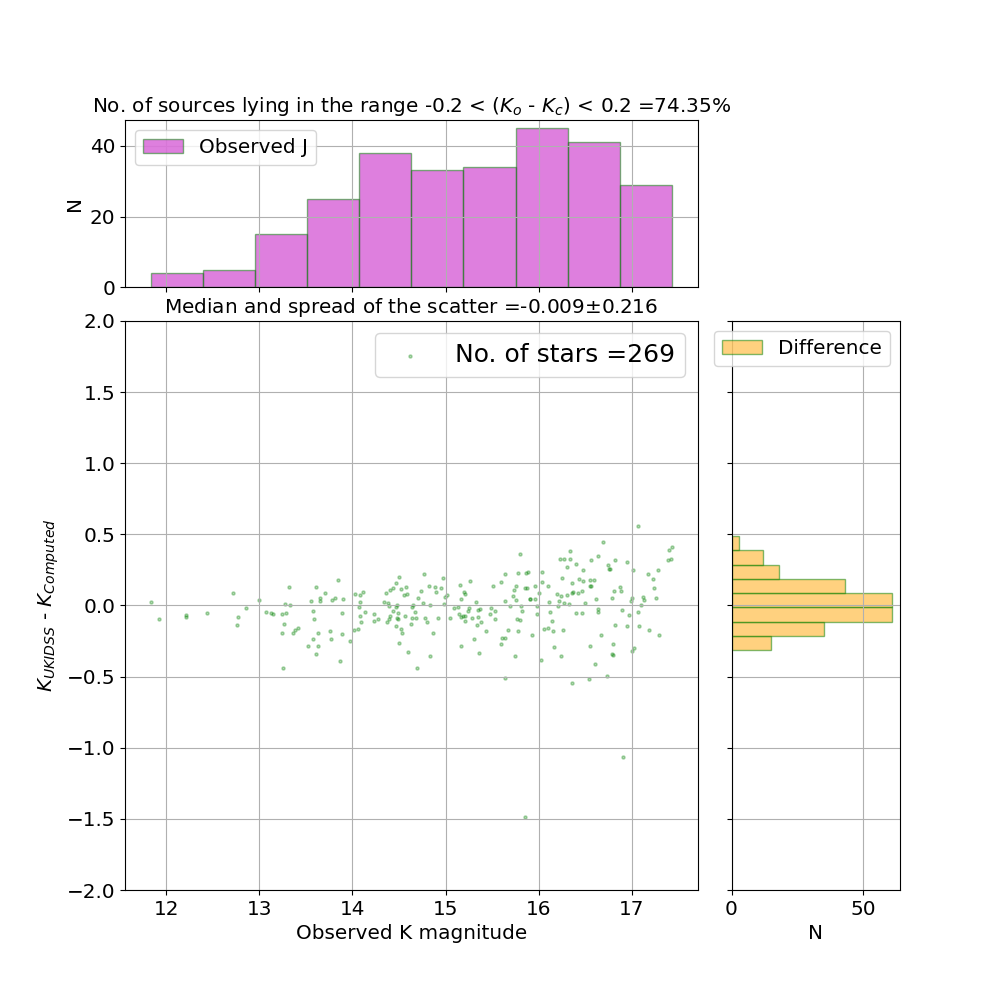 No. of sources lying in the range -0.2 < (Kₒ - K_c) < 0.2 =74.35%
Observed J
N
40
20
0
Median and spread of the scatter =-0.009±0.216
No. of stars =269
Difference
K_UKIDSS - K_Computed
2.0
1.5
1.0
0.5
0.0
−0.5
−1.0
−1.5
−2.0
12 13 14 15 16 17
Observed K magnitude
0 50
N